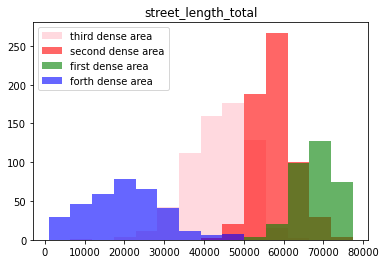 street_length_total
third dense area
second dense area
first dense area
forth dense area
250
200
150
100
50
0
0 10000 20000 30000 40000 50000 60000 70000 80000